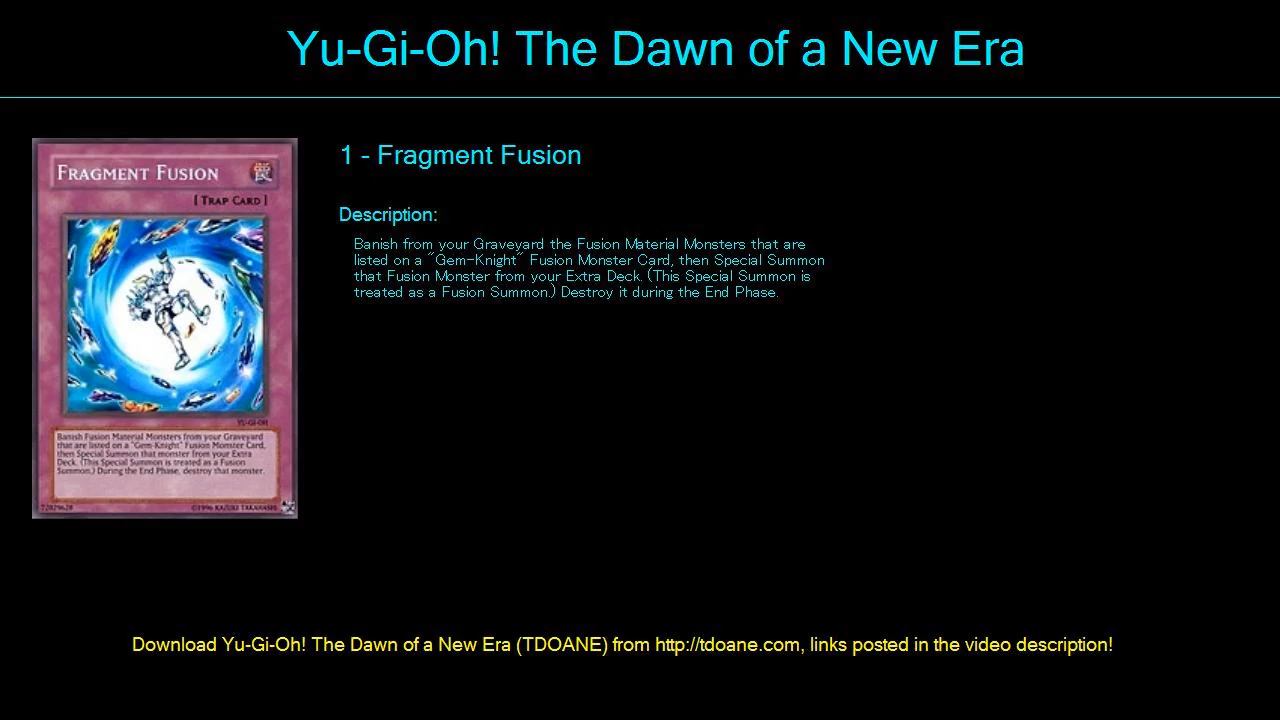 Yu-Gi-Oh! The Dawn of a New Era
1 - Fragment Fusion
Description:
Banish from your Graveyard the Fusion Material Monsters that are
listed on a "Gem-Knight" Fusion Monster Card, then Special Summon
that Fusion Monster from your Extra Deck. (This Special Summon is
treated as a Fusion Summon.) Destroy it during the End Phase.
FRAGMENT FUSION
[ TRAP CARD ]
YU-GI-OH
Banish Fusion Material Monsters from your Graveyard
that are listed on a "Gem-Knight" Fusion Monster Card,
then Special Summon that monster from your Extra
Deck. (This Special Summon is treated as a Fusion
Summon.) During the End Phase, destroy that monster.
©1996 KAZUKI TAKAHASHI
Download Yu-Gi-Oh! The Dawn of a New Era (TDOANE) from http://tdoane.com, links posted in the video description!